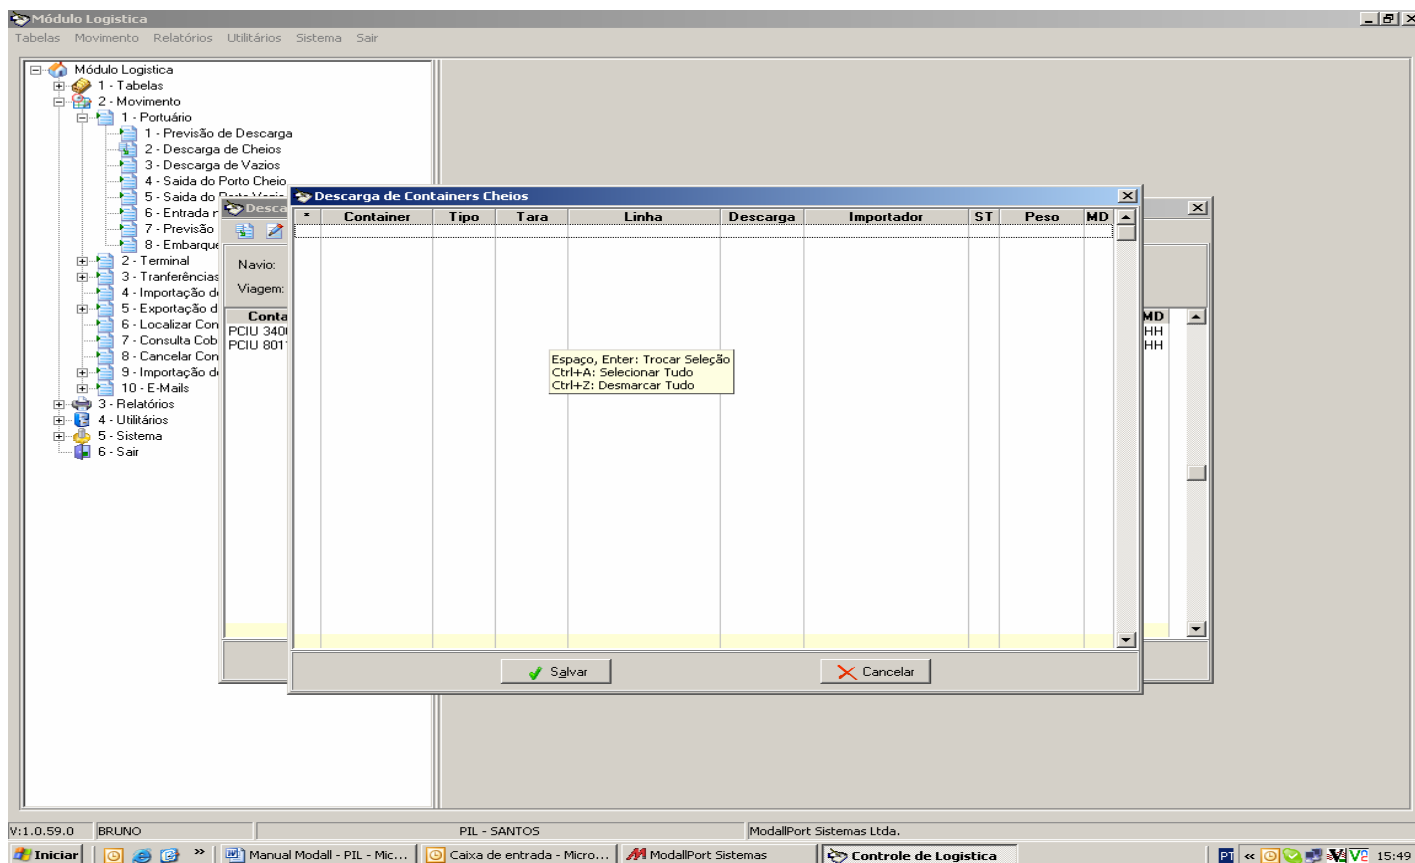 Módulo Logistica
Tabelas Movimento Relatórios Utilitários Sistema Sair
Módulo Logistica
1 - Tabelas
2 - Movimento
1 - Portuário
1 - Previsão de Descarga
2 - Descarga de Cheios
3 - Descarga de Vazios
4 - Saida do Porto Cheio
5 - Saida do
6 - Entrada
7 - Previsão
8 - Embarque
2 - Terminal
3 - Tranferências
4 - Importação
5 - Exportação
6 - Localizar
7 - Consulta
8 - Cancelar
9 - Importação
10 - E-Mails
3 - Relatórios
4 - Utilitários
5 - Sistema
6 - Sair
Navio:
Viagem:
MD
PCIU
HH
PCIU
HH
Descarga de Containers Cheios
* Container Tipo Tara Linha Descarga Importador ST Peso MD
Espaço, Enter: Trocar Seleção
Ctrl+A: Selecionar Tudo
Ctrl+Z: Desmarcar Tudo
Salvar Cancelar
V:1.0.59.0 BRUNO PIL - SANTOS ModallPort Sistemas Ltda.
Iniciar » Manual Modall - PIL - Mic... Caixa de entrada - Micro... ModallPort Sistemas Controle de Logistica PT « 15:49